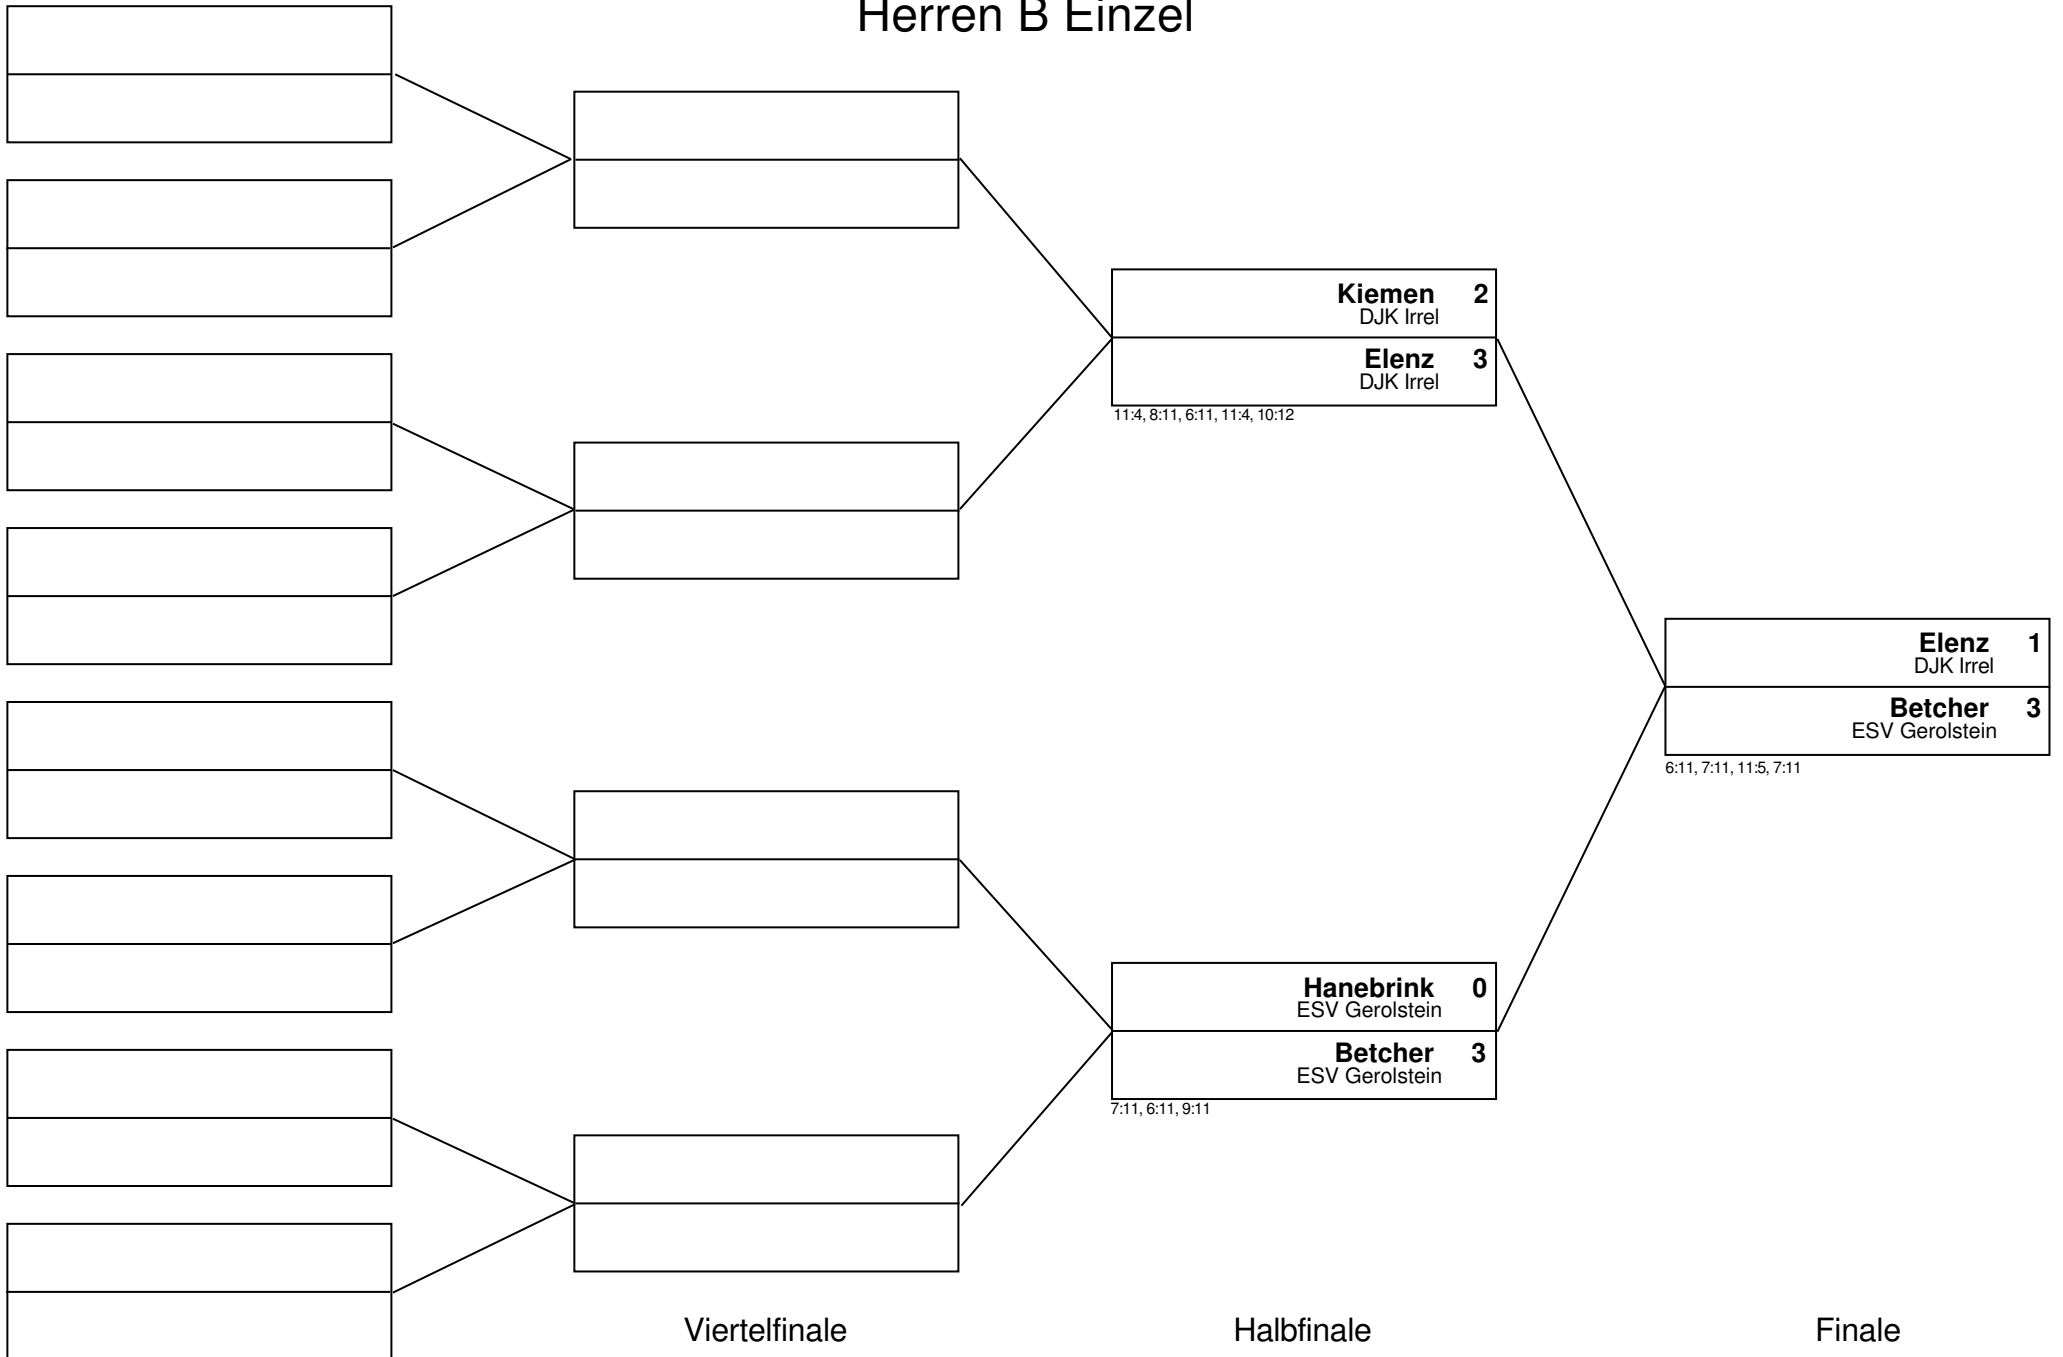 Herren B Einzel
Kiemen 2
DJK Irrel
Elenz 3
DJK Irrel
11:4, 8:11, 6:11, 11:4, 10:12
Elenz 1
DJK Irrel
Betcher 3
ESV Gerolstein
6:11, 7:11, 11:5, 7:11
Hanebrink 0
ESV Gerolstein
Betcher 3
ESV Gerolstein
7:11, 6:11, 9:11
Viertelfinale Halbfinale Finale